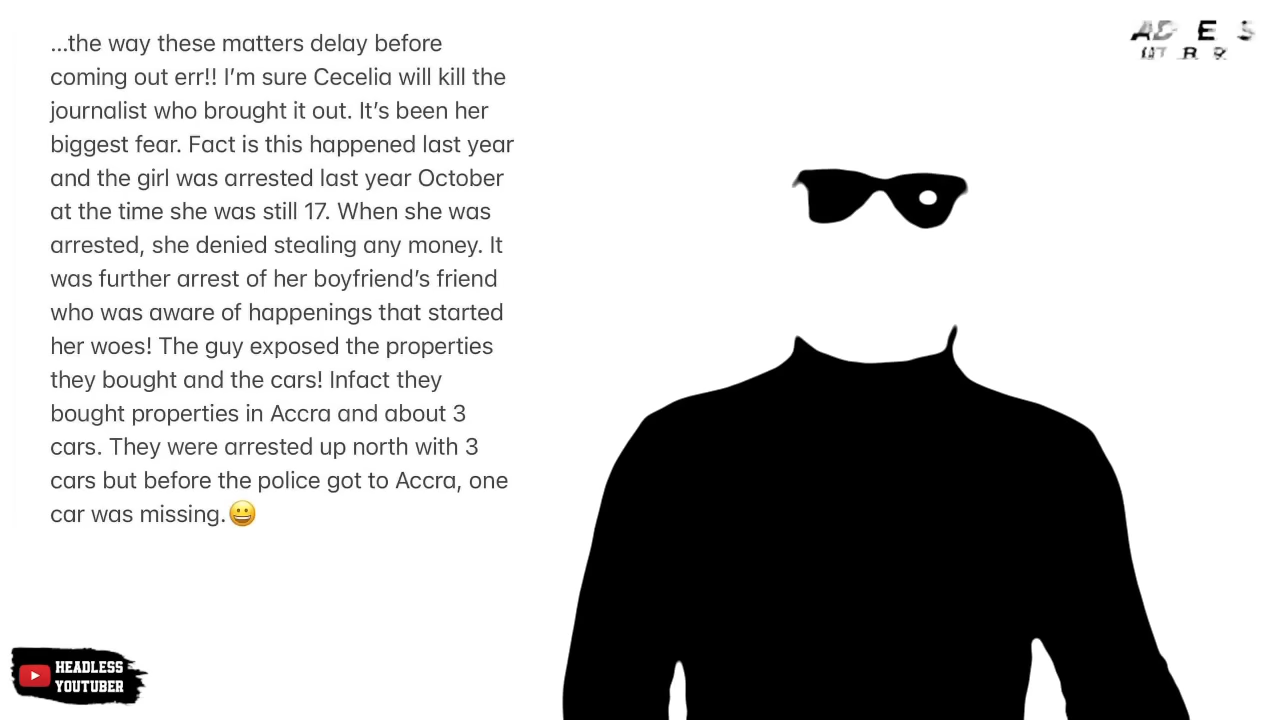 ...the way these matters delay before
coming out err!! I'm sure Cecelia will kill the
journalist who brought it out. It's been her
biggest fear. Fact is this happened last year
and the girl was arrested last year October
at the time she was still 17. When she was
arrested, she denied stealing any money. It
was further arrest of her boyfriend's friend
who was aware of happenings that started
her woes! The guy exposed the properties
they bought and the cars! Infact they
bought properties in Accra and about 3
cars. They were arrested up north with 3
cars but before the police got to Accra, one
car was missing.😀
HEADLESS
YOUTUBER